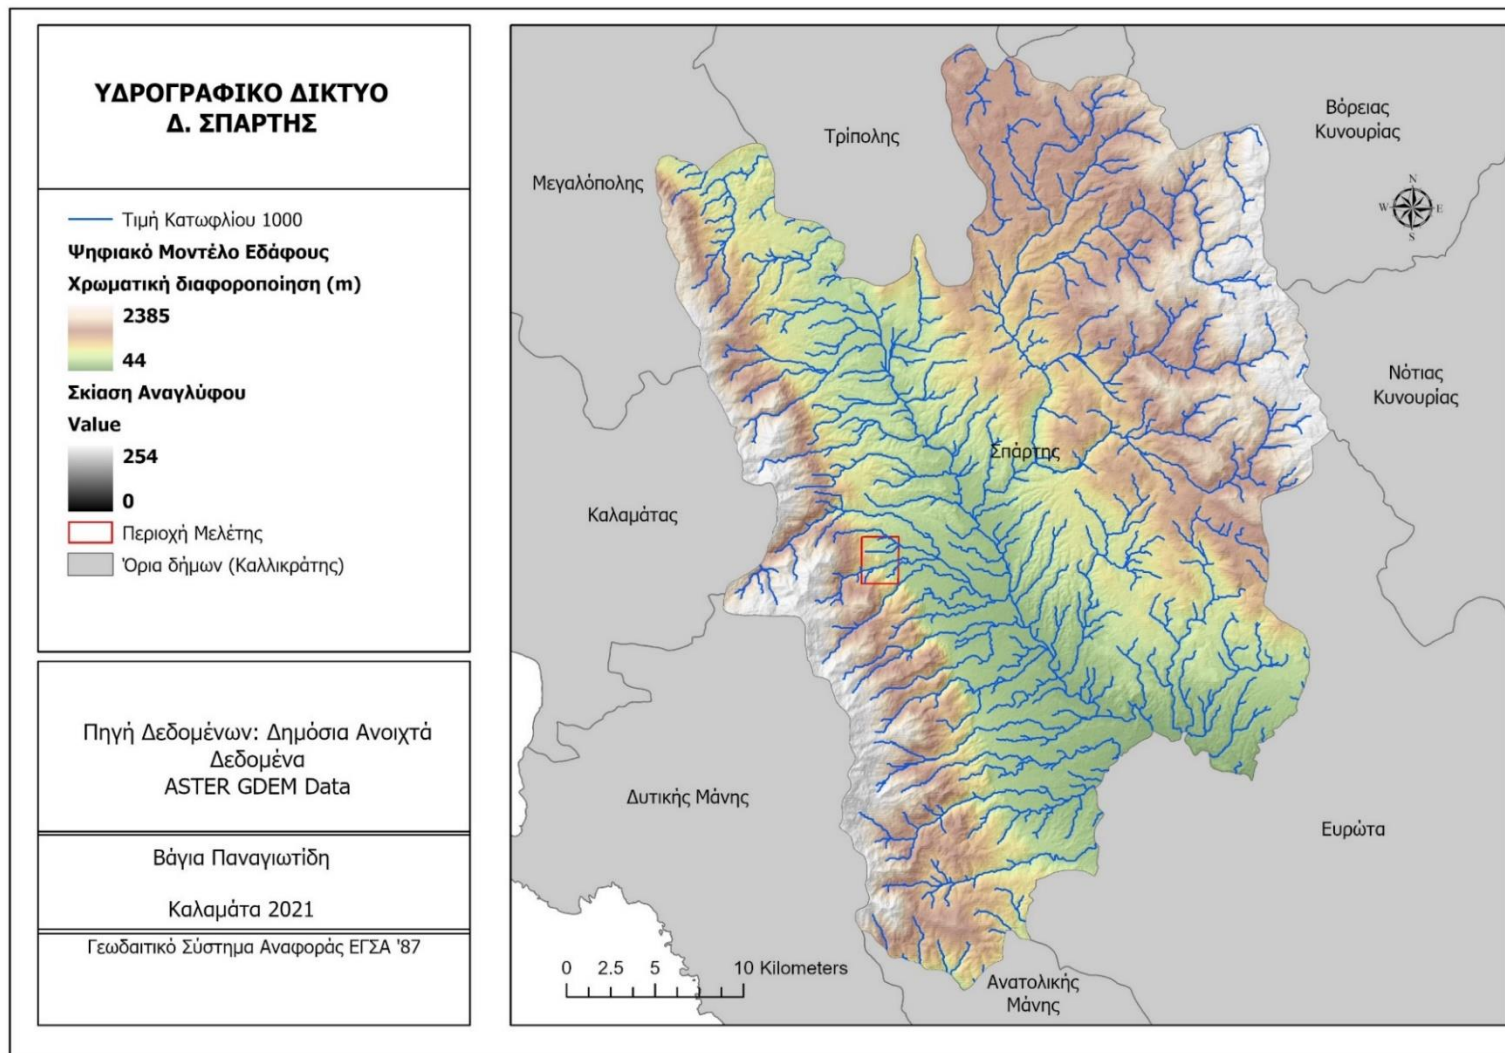 ΥΔΡΟΓΡΑΦΙΚΟ ΔΙΚΤΥΟ
Δ. ΣΠΑΡΤΗΣ
Τιμή Κατωφλίου 1000
Ψηφιακό Μοντέλο Εδάφους
Χρωματική διαφοροποίηση (m)
2385
44
Σκίαση Αναγλύφου
Value
254
0
Περιοχή Μελέτης
Όρια δήμων (Καλλικράτης)
Πηγή Δεδομένων: Δημόσια Ανοιχτά
Δεδομένα
ASTER GDEM Data
Βάγια Παναγιωτίδη
Καλαμάτα 2021
Γεωδαιτικό Σύστημα Αναφοράς ΕΓΣΑ '87
Τρίπολης
Βόρειας
Κυνουρίας
Μεγαλόπολης
N
W E
S
Νότιας
Κυνουρίας
Σπάρτης
Καλαμάτας
Δυτικής Μάνης
Ευρώτα
0 2.5 5 10 Kilometers
Ανατολικής
Μάνης